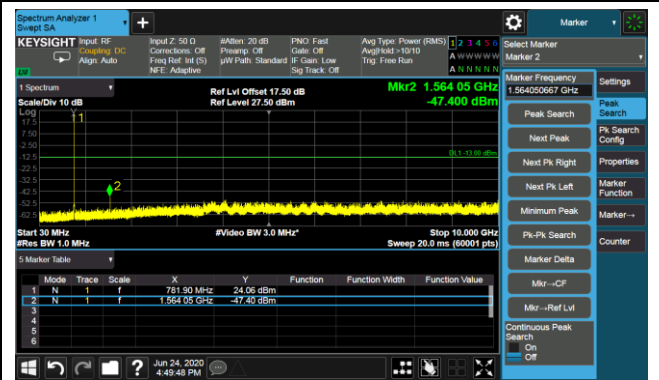 Spectrum Analyzer 1
Swept SA
Marker
KEYSIGHT
Input: RF
Coupling: DC
Align: Auto
Input Z: 50 Ω
Corrections: Off
Freq Ref: Int (S)
NFE: Adaptive
#Atten: 20 dB
Preamp: Off
µW Path: Standard
PNO: Fast
Gate: Off
IF Gain: Low
Sig Track: Off
Avg Type: Power (RMS)
Avg|Hold:>10/10
Trig: Free Run
1 2 3 4 5 6
A W W W W W
A N N N N N
Select Marker
Marker 2
Marker Frequency
1.564050667 GHz
Settings
Peak Search
Next Peak
Next Pk Right
Next Pk Left
Minimum Peak
Pk-Pk Search
Marker Delta
Mkr→CF
Mkr→Ref Lvl
Continuous Peak
Search
On
Off
Peak
Search
Pk Search
Config
Properties
Marker
Function
Marker→
Counter
1 Spectrum
Scale/Div 10 dB
Ref Lvl Offset 17.50 dB
Ref Level 27.50 dBm
Mkr2 1.564 05 GHz
-47.400 dBm
Log
17.5
7.50
-2.50
-12.5
-22.5
-32.5
-42.5
-52.5
-62.5
1
2
DL1 -13.00 dBm
Start 30 MHz
#Res BW 1.0 MHz
#Video BW 3.0 MHz*
Stop 10.000 GHz
Sweep 20.0 ms (60001 pts)
5 Marker Table
Mode Trace Scale X Y Function Function Width Function Value
1 N 1 f 781.90 MHz 24.06 dBm
2 N 1 f 1.564 05 GHz -47.40 dBm
3
4
5
6
Jun 24, 2020
4:49:48 PM